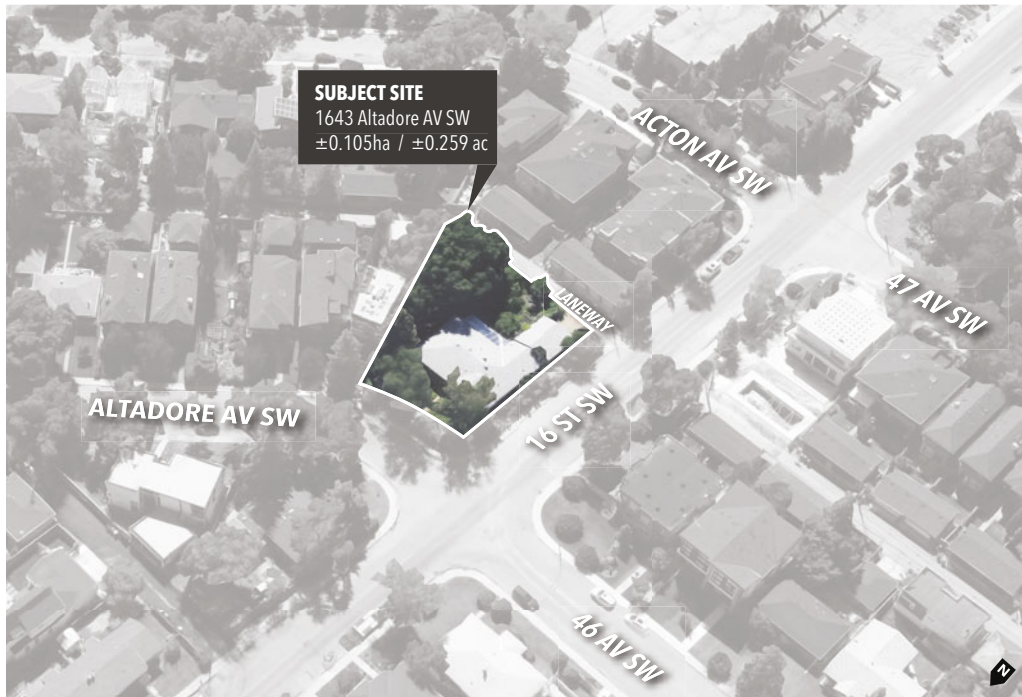 SUBJECT SITE
1643 Altadore AV SW
±0.105ha / ±0.259 ac
ACTON AV SW
47 AV SW
LANEWAY
ALTADORE AV SW
16 ST SW
46 AV SW
N